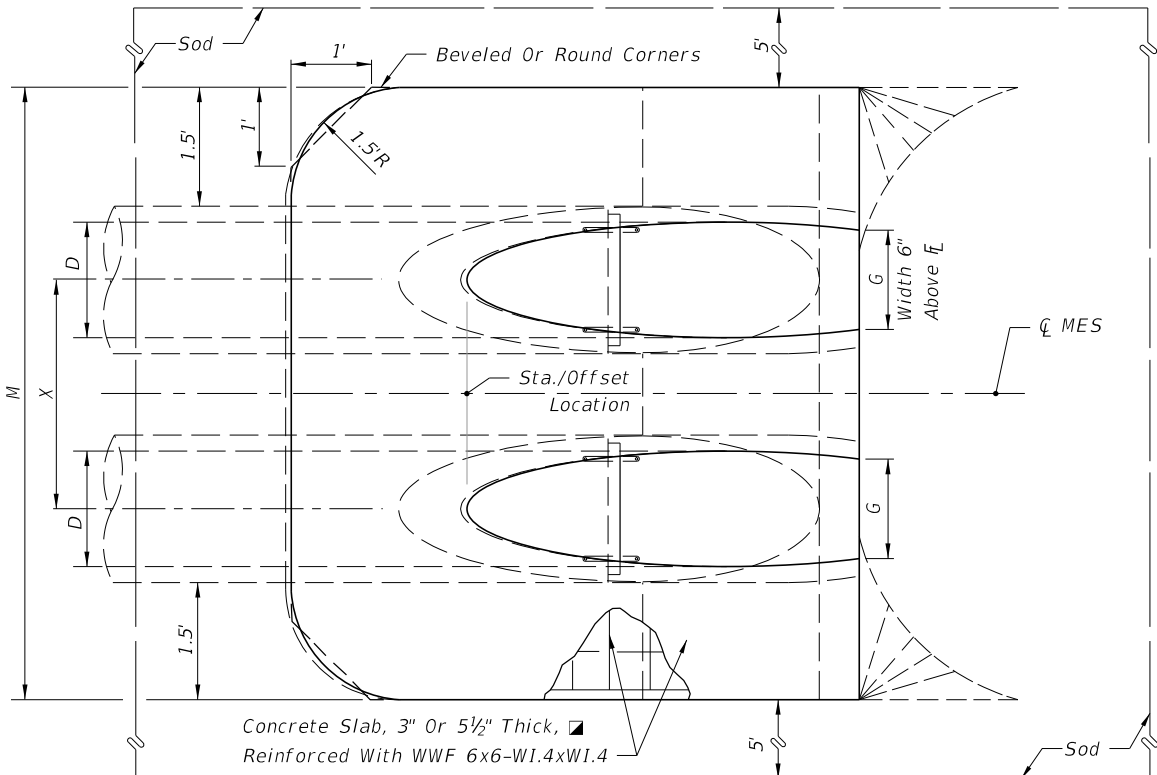 Sod
1'
Beveled Or Round Corners
5'
1.5'
1'
1.5'R
D
G
Width 6"
Above F̵L
M
X
℄ MES
Sta./Offset
Location
D
G
1.5'
Concrete Slab, 3" Or 5½" Thick, ◪
Reinforced With WWF 6x6-WI.4xWI.4
5'
Sod